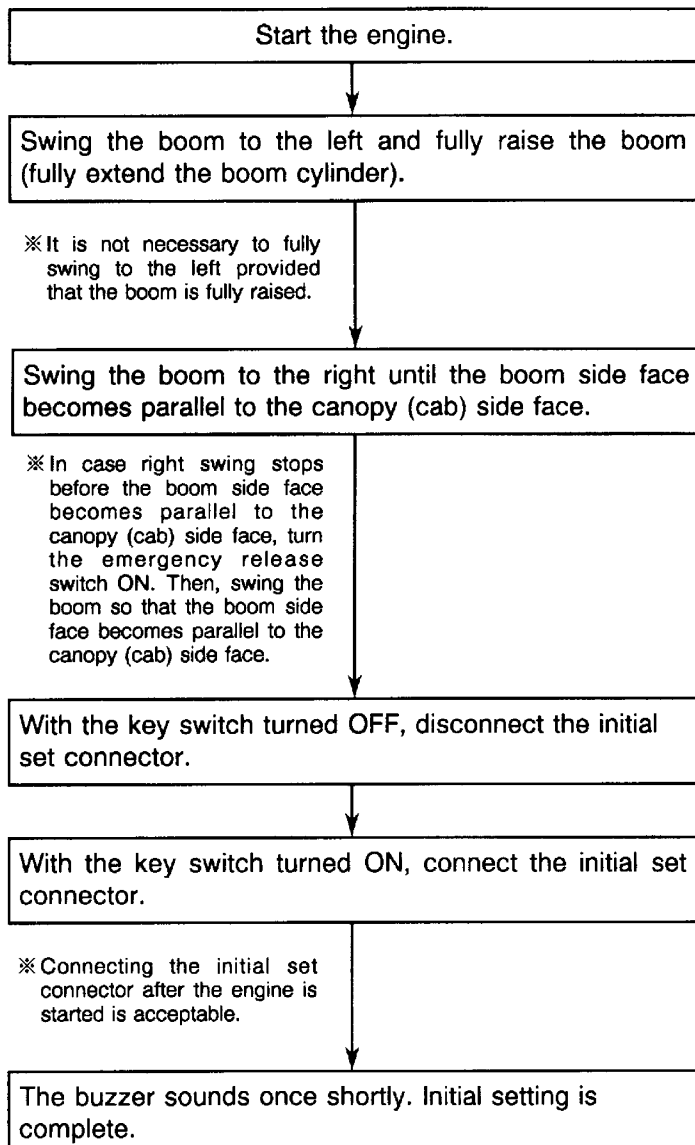 Start the engine.
Swing the boom to the left and fully raise the boom
(fully extend the boom cylinder).
※It is not necessary to fully
swing to the left provided
that the boom is fully raised.
Swing the boom to the right until the boom side face
becomes parallel to the canopy (cab) side face.
※In case right swing stops
before the boom side face
becomes parallel to the
canopy (cab) side face, turn
the emergency release
switch ON. Then, swing the
boom so that the boom side
face becomes parallel to the
canopy (cab) side face.
With the key switch turned OFF, disconnect the initial
set connector.
With the key switch turned ON, connect the initial set
connector.
※Connecting the initial set
connector after the engine is
started is acceptable.
The buzzer sounds once shortly. Initial setting is
complete.